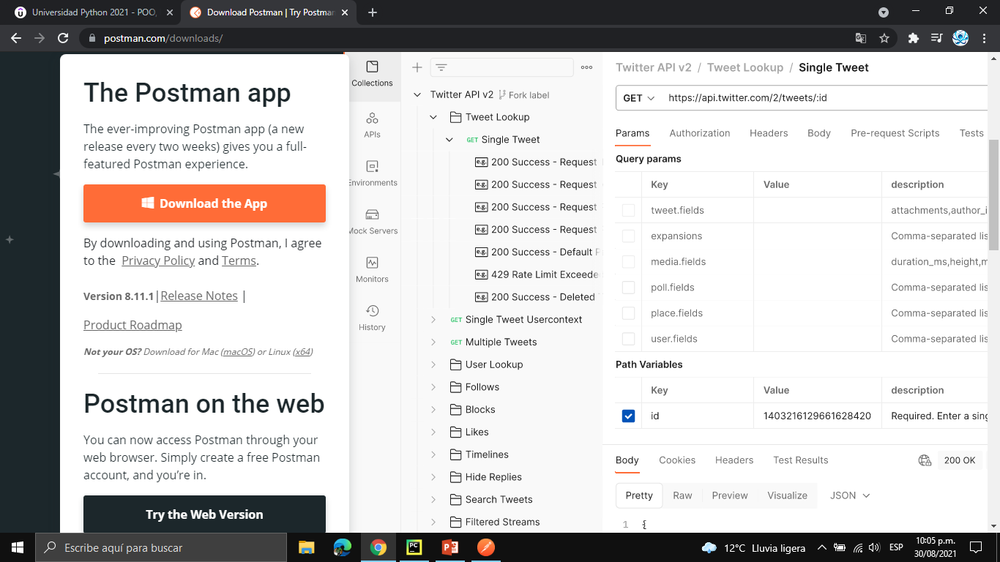 Universidad Python 2021 - POO,
Download Postman | Try Postman
postman.com/downloads/
The Postman app
The ever-improving Postman app (a new
release every two weeks) gives you a full-
featured Postman experience.
Download the App
By downloading and using Postman, I agree
to the Privacy Policy and Terms.
Version 8.11.1 | Release Notes |
Product Roadmap
Not your OS? Download for Mac (macOS) or Linux (x64)
Postman on the web
You can now access Postman through your
web browser. Simply create a free Postman
account, and you're in.
Try the Web Version
Collections
APIs
Environments
Mock Servers
Monitors
History
Twitter API v2 Fork label
Tweet Lookup
GET Single Tweet
e.g. 200 Success - Request
e.g. 200 Success - Request
e.g. 200 Success - Request
e.g. 200 Success - Request
e.g. 200 Success - Default
e.g. 429 Rate Limit Exceede
e.g. 200 Success - Deleted
GET Single Tweet Usercontext
GET Multiple Tweets
User Lookup
Follows
Blocks
Likes
Timelines
Hide Replies
Search Tweets
Filtered Streams
Twitter API v2 / Tweet Lookup / Single Tweet
GET https://api.twitter.com/2/tweets/:id
Params Authorization Headers Body Pre-request Scripts Tests
Query params
Key Value description
tweet.fields attachments,author_i
expansions Comma-separated lis
media.fields duration_ms,height,m
poll.fields Comma-separated lis
place.fields Comma-separated lis
user.fields Comma-separated lis
Path Variables
Key Value description
id 1403216129661628420 Required. Enter a sing
Body Cookies Headers Test Results 200 OK
Pretty Raw Preview Visualize JSON
1 {
Escribe aquí para buscar
PC
P
12°C Lluvia ligera
ESP
10:05 p.m.
30/08/2021